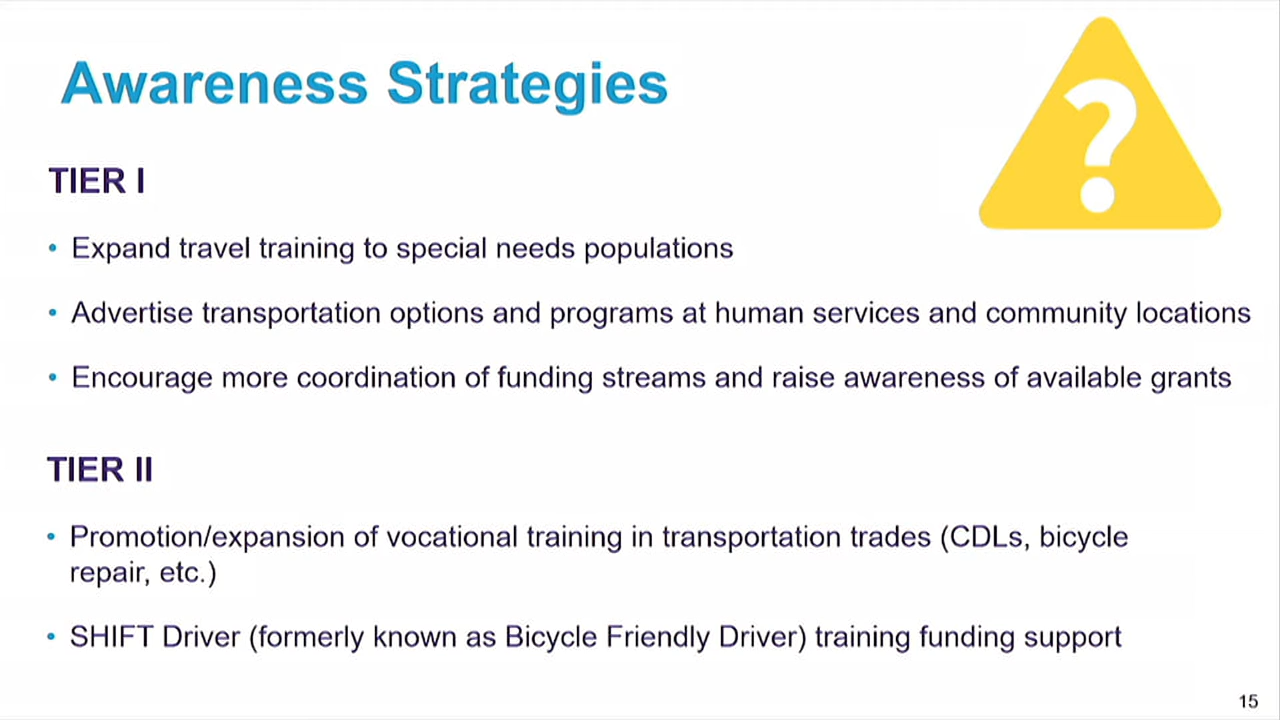 Awareness Strategies
?
TIER I
• Expand travel training to special needs populations
• Advertise transportation options and programs at human services and community locations
• Encourage more coordination of funding streams and raise awareness of available grants
TIER II
• Promotion/expansion of vocational training in transportation trades (CDLs, bicycle
repair, etc.)
• SHIFT Driver (formerly known as Bicycle Friendly Driver) training funding support
15